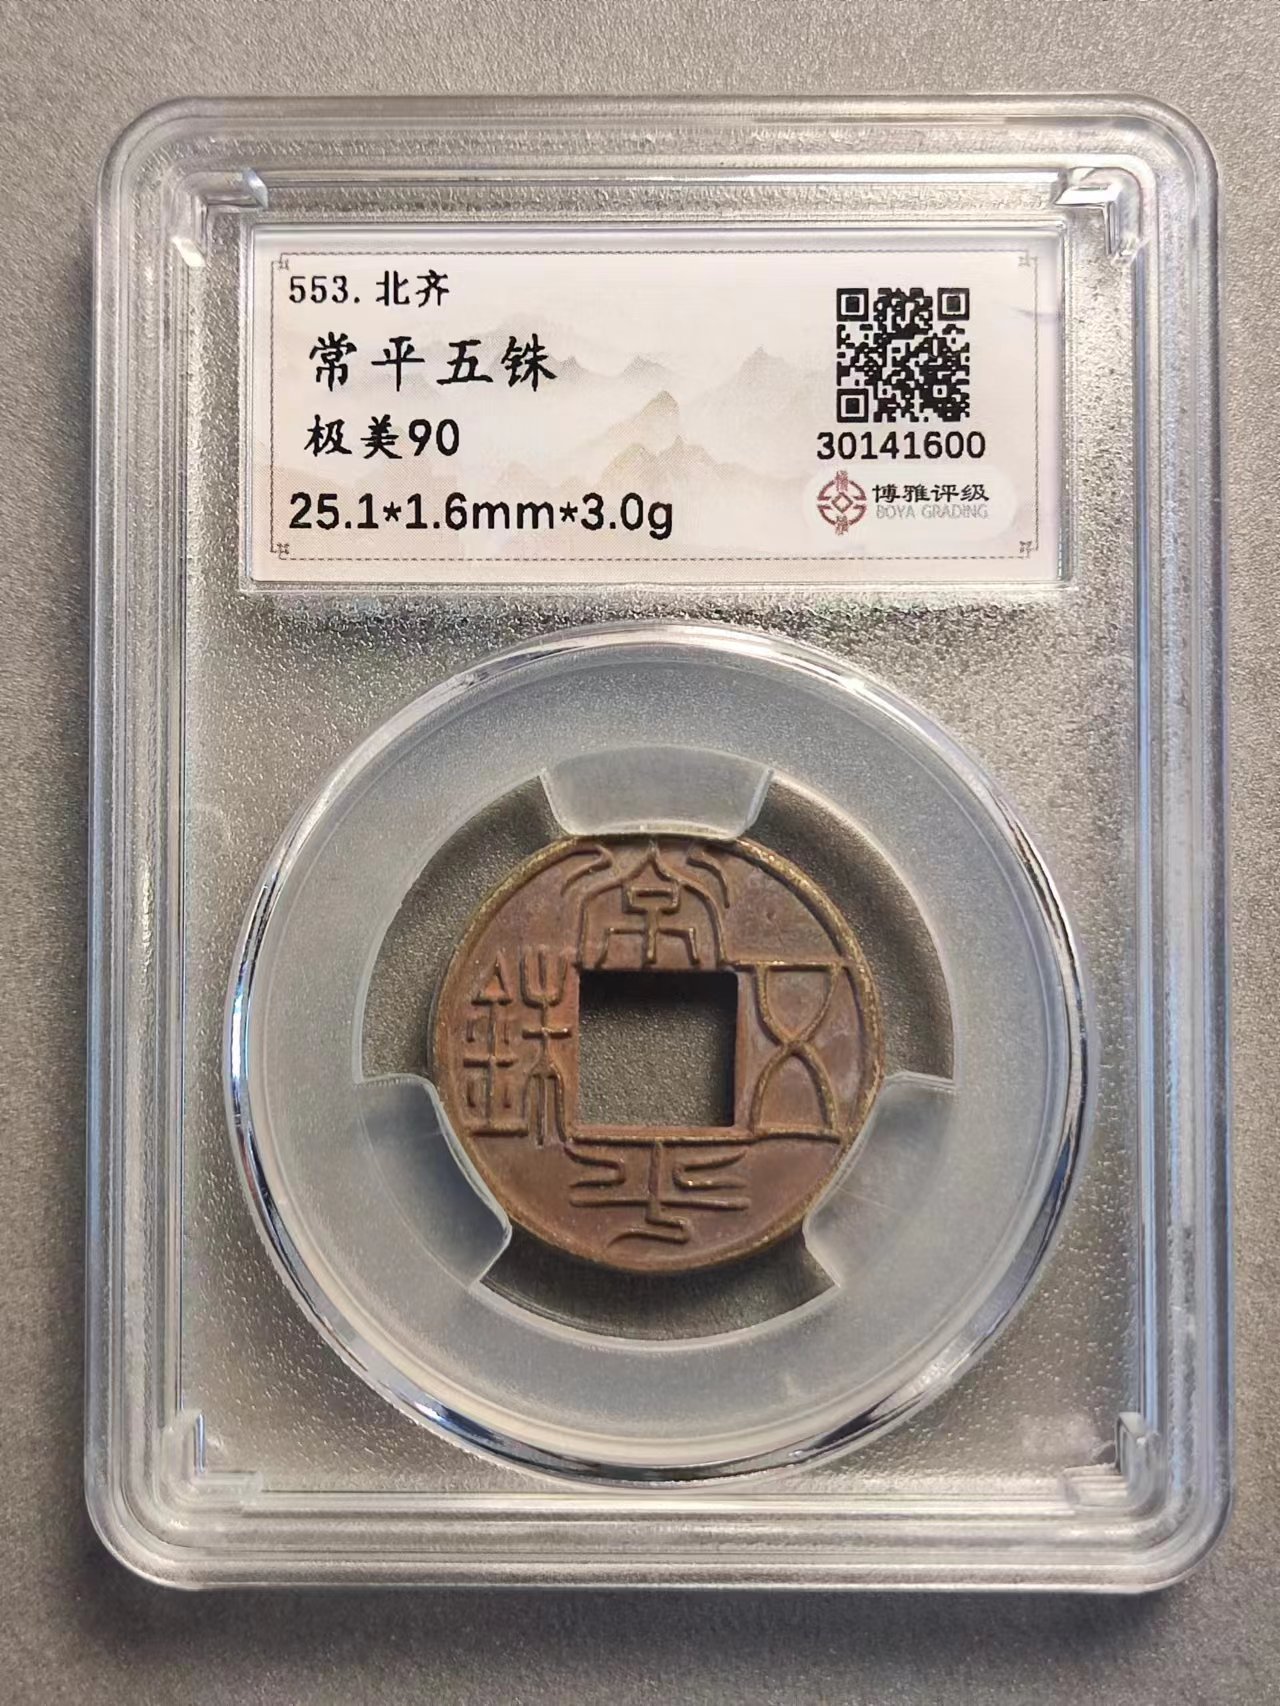 553.北齐
常平五铢
极美90
25.1*1.6mm*3.0g
30141600
博雅评级
BOYA GRADING
常
五
銖
平